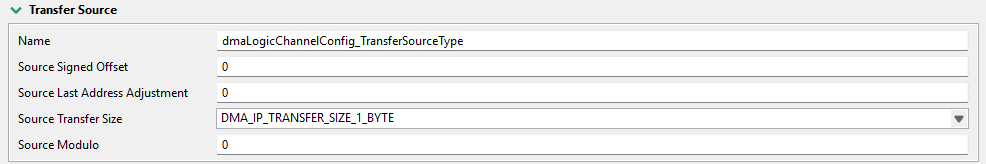 Transfer Source
Name dmaLogicChannelConfig_TransferSourceType
Source Signed Offset 0
Source Last Address Adjustment 0
Source Transfer Size DMA_IP_TRANSFER_SIZE_1_BYTE
Source Modulo 0